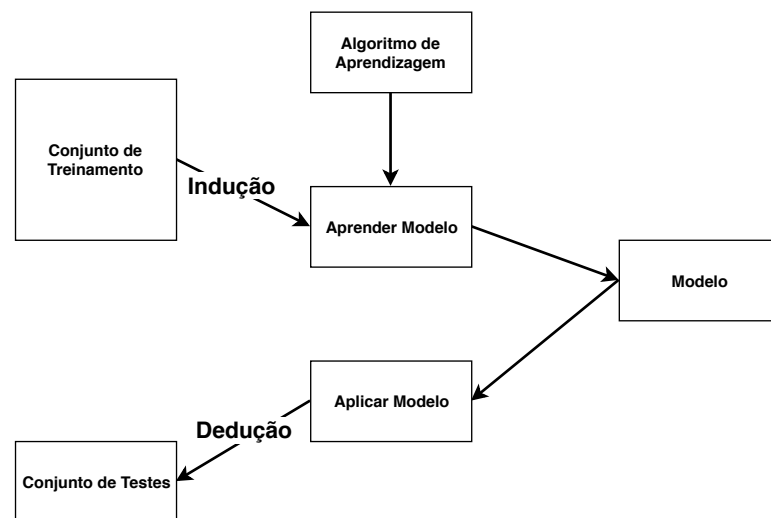 Algoritmo de
Aprendizagem
Conjunto de
Treinamento
Indução
Aprender Modelo
Modelo
Aplicar Modelo
Dedução
Conjunto de Testes